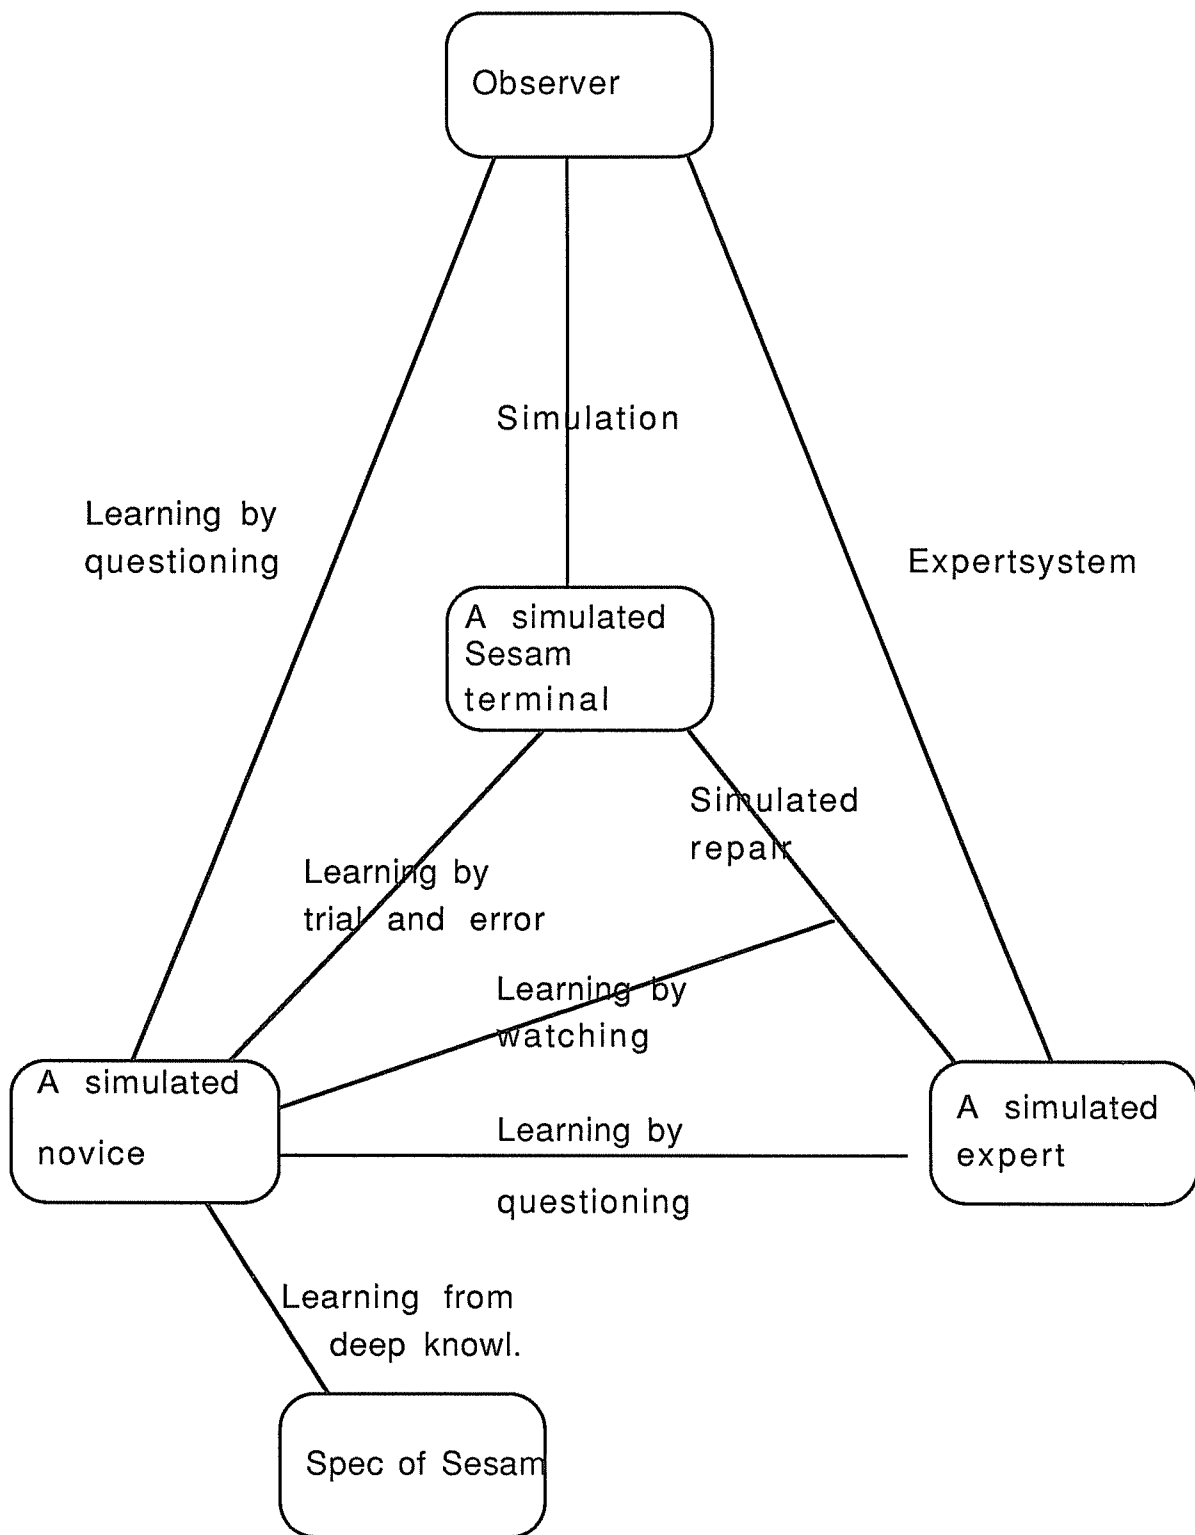 Observer
Simulation
Learning by
questioning
Expertsystem
A simulated
Sesam
terminal
Simulated
repair
Learning by
trial and error
Learning by
watching
A simulated
novice
Learning by
questioning
A simulated
expert
Learning from
deep knowl.
Spec of Sesam